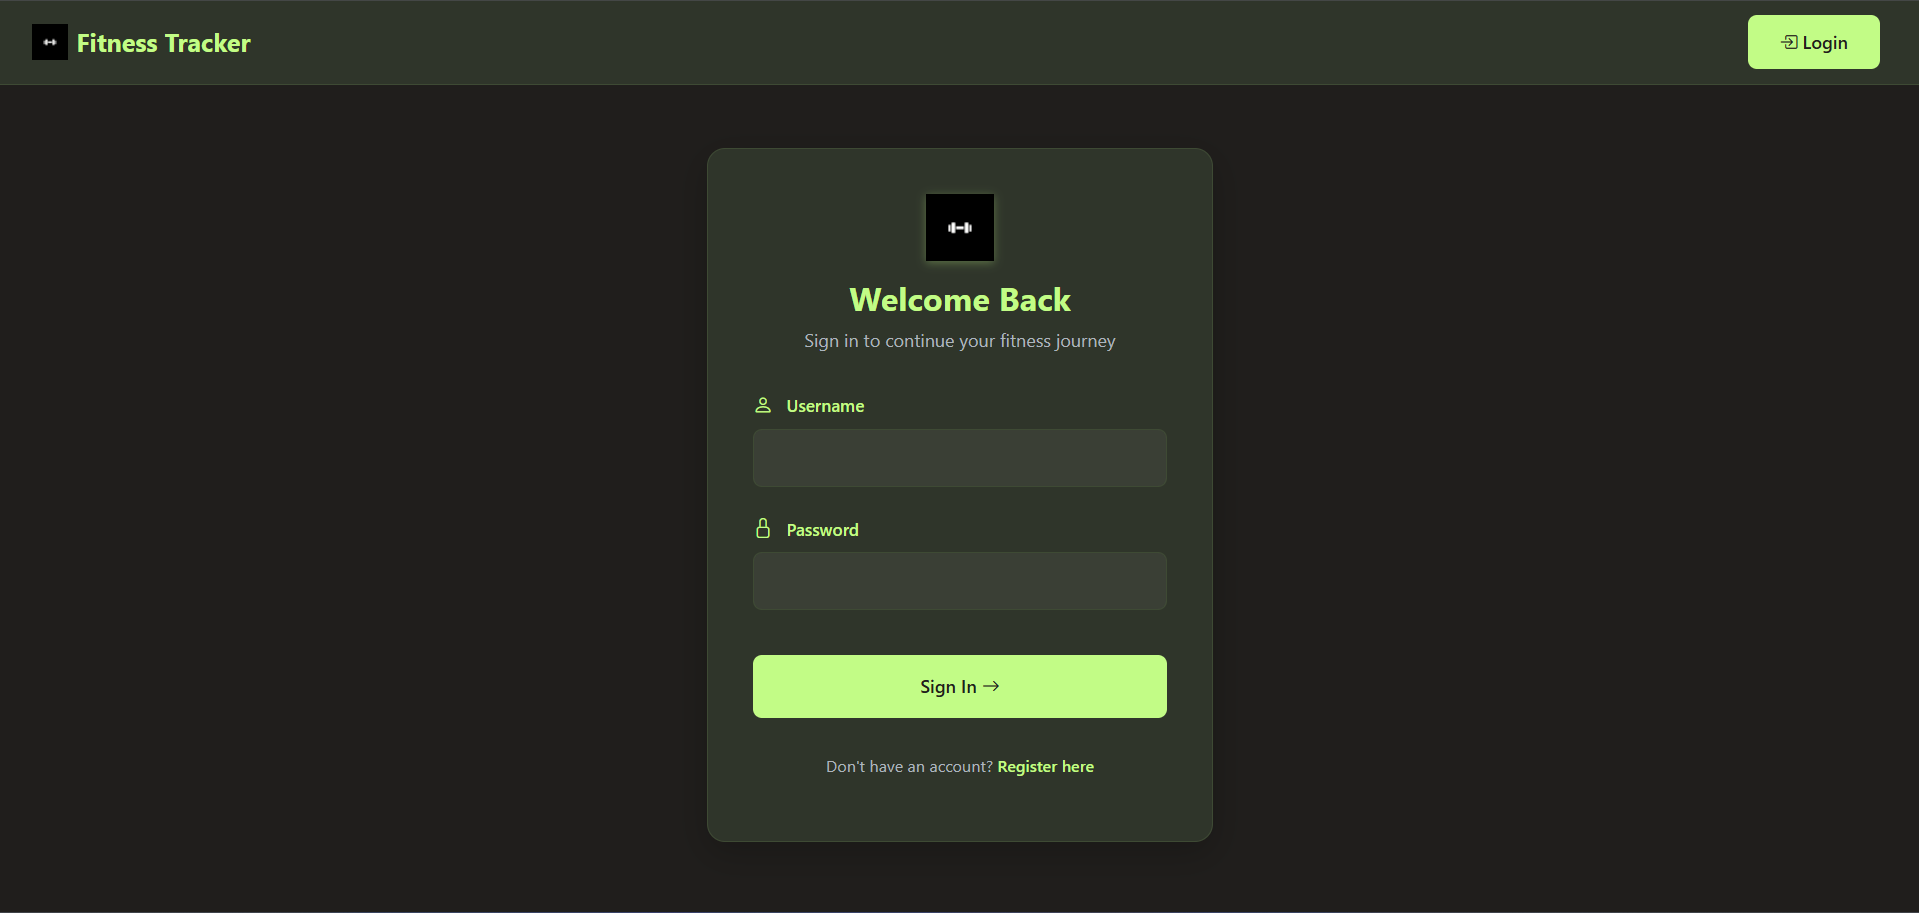 Fitness Tracker
Login
Welcome Back
Sign in to continue your fitness journey
Username
Password
Sign In →
Don't have an account? Register here